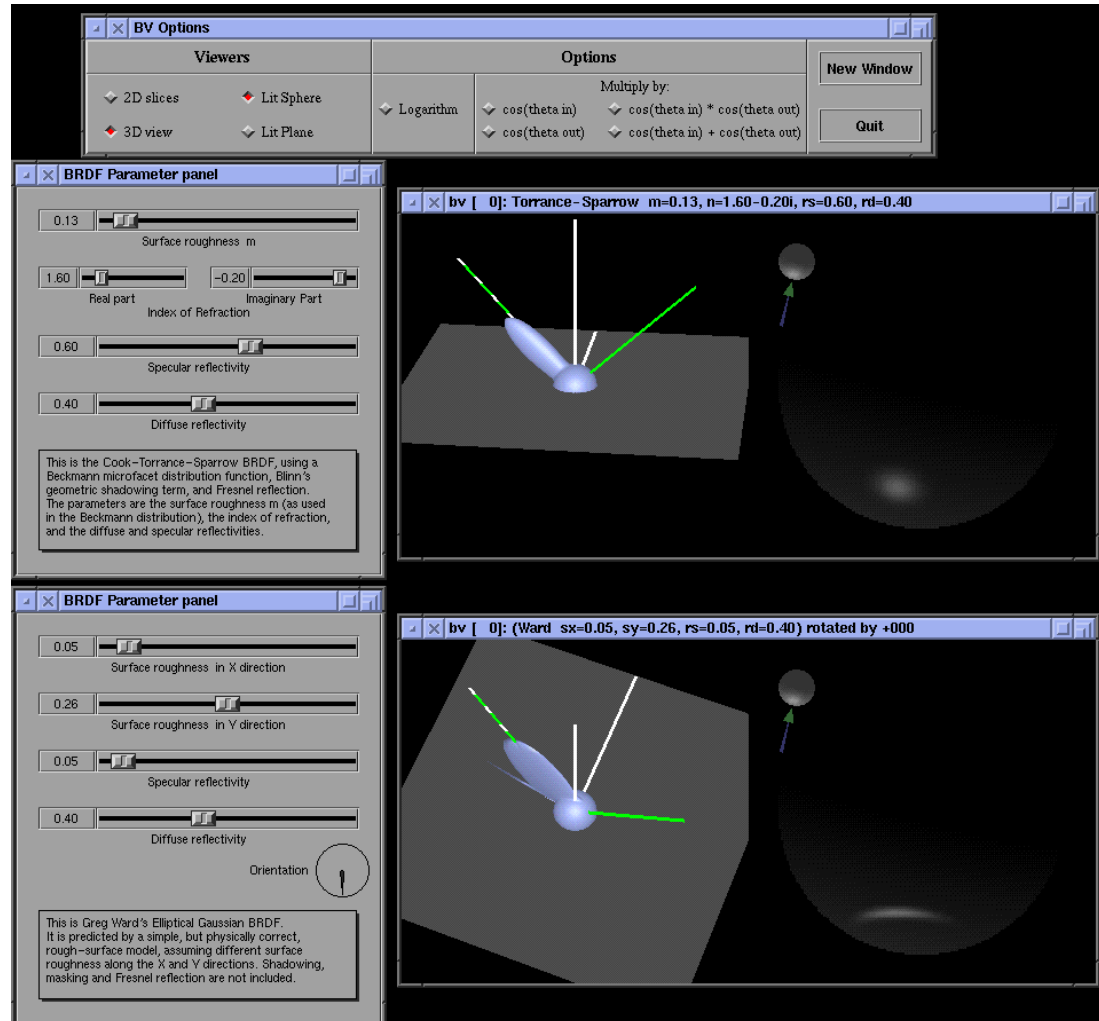 BV Options
Viewers
Options
2D slices
Lit Sphere
3D view
Lit Plane
Logarithm
Multiply by:
cos(theta in)
cos(theta in) * cos(theta out)
cos(theta out)
cos(theta in) + cos(theta out)
New Window
Quit
BRDF Parameter panel
0.13
Surface roughness m
1.60
-0.20
Real part
Imaginary Part
Index of Refraction
0.60
Specular reflectivity
0.40
Diffuse reflectivity
This is the Cook-Torrance-Sparrow BRDF, using a
Beckmann microfacet distribution function, Blinn's
geometric shadowing term, and Fresnel reflection.
The parameters are the surface roughness m (as used
in the Beckmann distribution), the index of refraction,
and the diffuse and specular reflectivities.
bv [ 0]: Torrance-Sparrow m=0.13, n=1.60-0.20i, rs=0.60, rd=0.40
BRDF Parameter panel
0.05
Surface roughness in X direction
0.26
Surface roughness in Y direction
0.05
Specular reflectivity
0.40
Diffuse reflectivity
Orientation
This is Greg Ward's Elliptical Gaussian BRDF.
It is predicted by a simple, but physically correct,
rough-surface model, assuming different surface
roughness along the X and Y directions. Shadowing,
masking and Fresnel reflection are not included.
bv [ 0]: (Ward sx=0.05, sy=0.26, rs=0.05, rd=0.40) rotated by +000